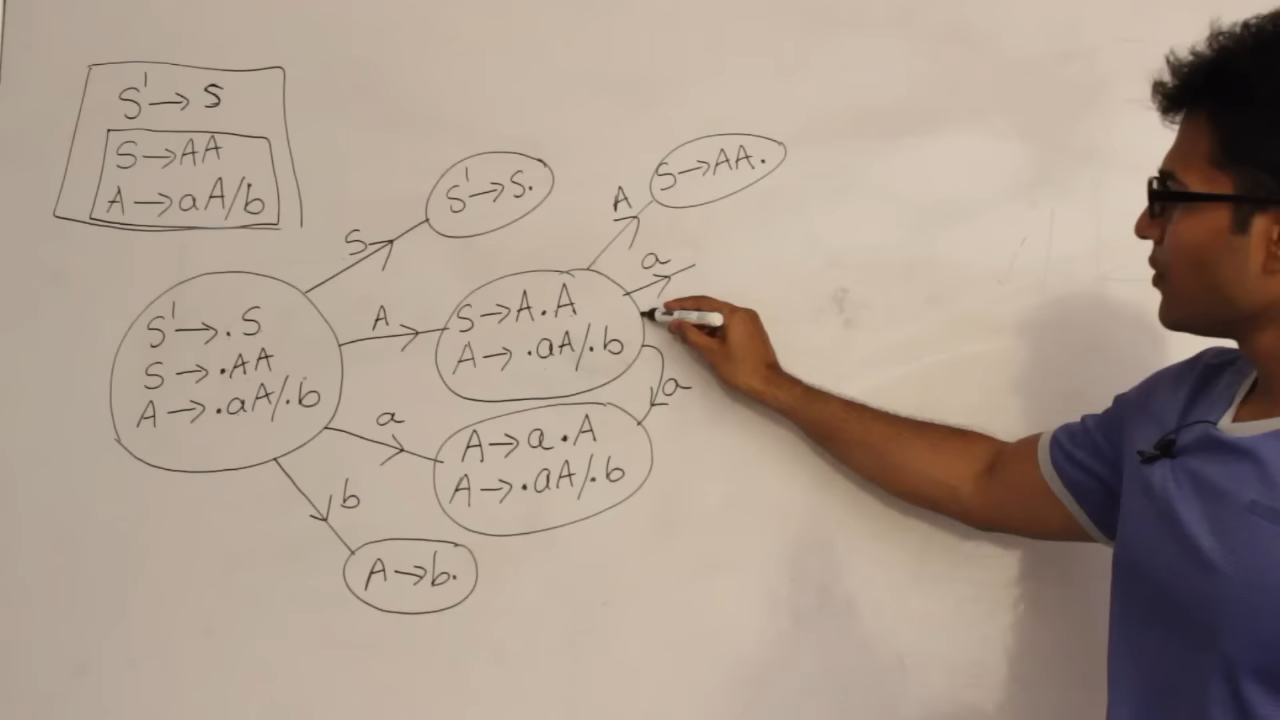 S' → S
S → AA
A → aA/b
S' → S.
S → AA.
S
A
a
S' → .S
S → .AA
A → .aA/.b
A
S → A.A
A → .aA/.b
a
a
A → a.A
A → .aA/.b
b
A → b.